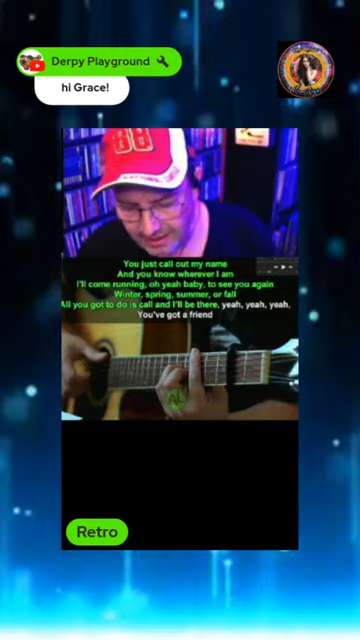 Derpy Playground
hi Grace!
You just call out my name
And you know wherever I am
I'll come running, oh yeah baby, to see you again
Winter, spring, summer, or fall
All you got to do is call and I'll be there, yeah, yeah, yeah.
You've got a friend
Retro